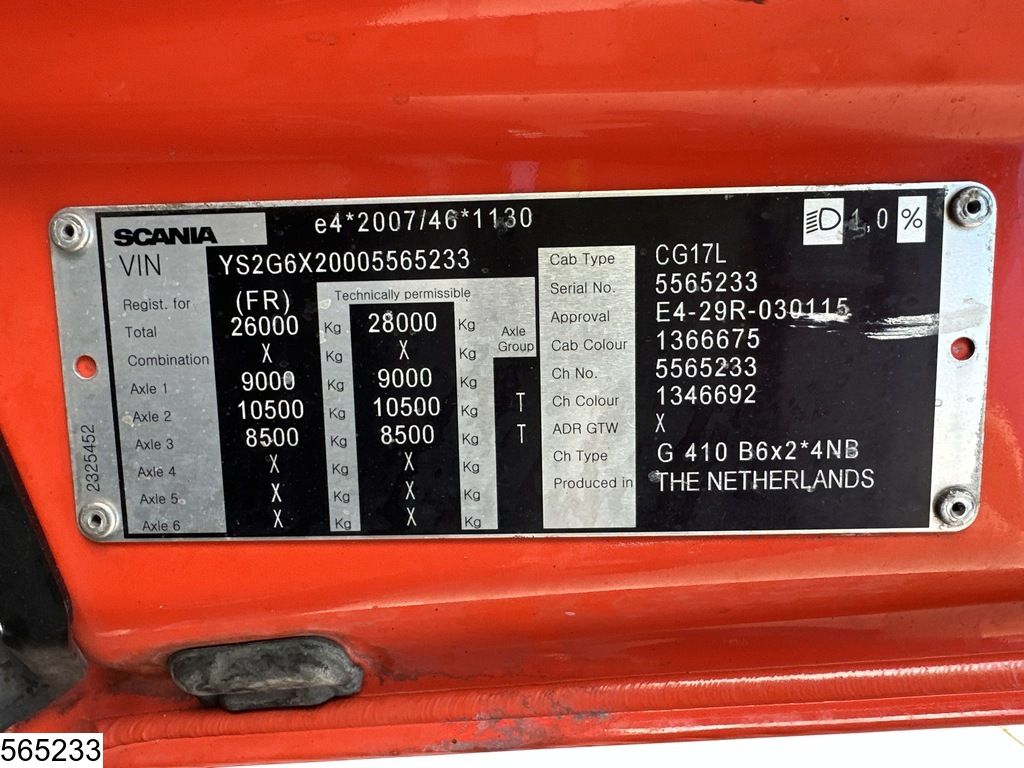 SCANIA e4*2007/46*1130 1,0 %
VIN YS2G6X20005565233
Regist. for (FR) Technically permissible
Total 26000 Kg 28000 Kg Axle Group
Combination X Kg X Kg
Axle 1 9000 Kg 9000 Kg
Axle 2 10500 Kg 10500 Kg T
Axle 3 8500 Kg 8500 Kg T
Axle 4 X Kg X Kg
Axle 5 X Kg X Kg
Axle 6 X Kg X Kg
Cab Type CG17L
Serial No. 5565233
Approval E4-29R-030115
Cab Colour 1366675
Ch No. 5565233
Ch Colour 1346692
ADR GTW X
Ch Type G 410 B6x2*4NB
Produced in THE NETHERLANDS
2325452
565233